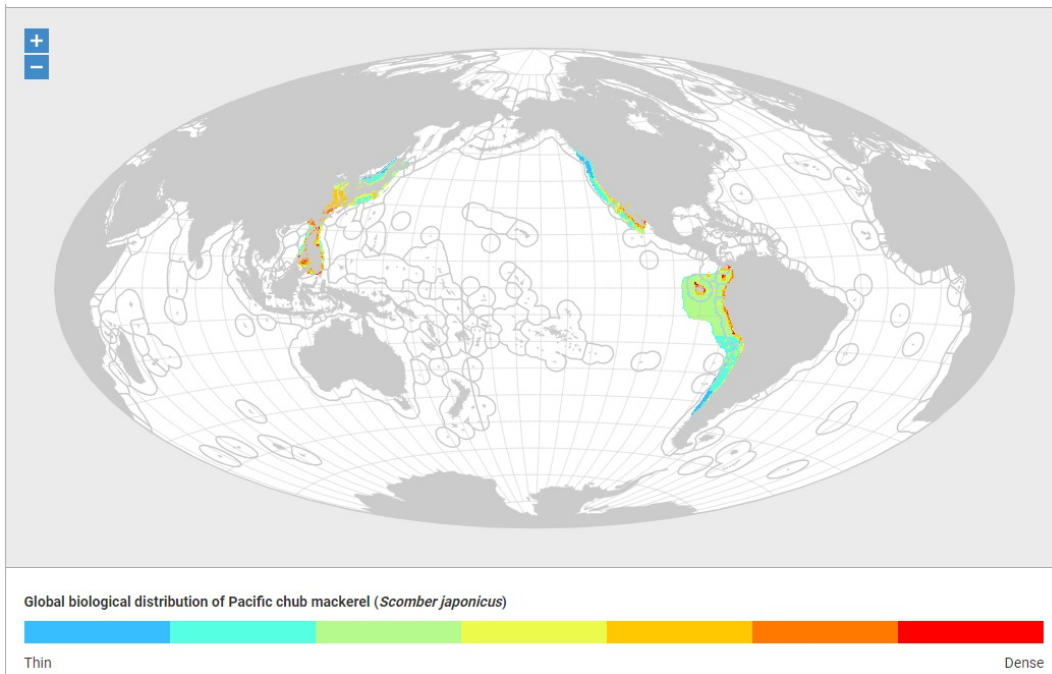 +
−
Global biological distribution of Pacific chub mackerel (Scomber japonicus)
Thin Dense